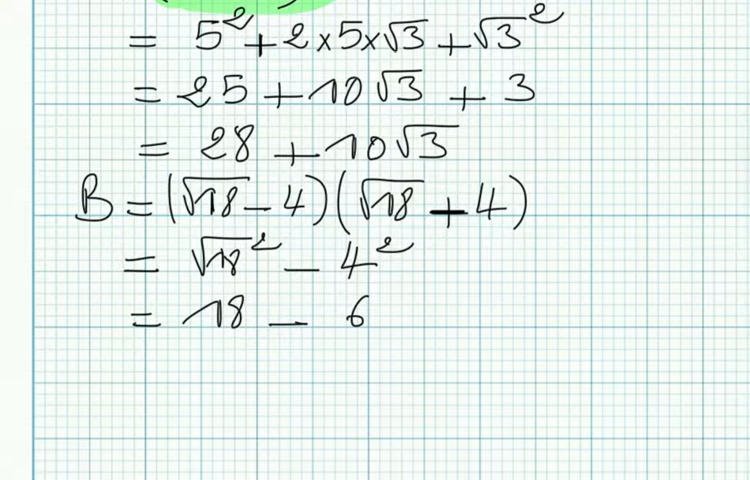 = 5² + 2 × 5 × √3 + √3²
= 25 + 10√3 + 3
= 28 + 10√3
B = (√18 - 4)(√18 + 4)
= √18² - 4²
= 18 - 6